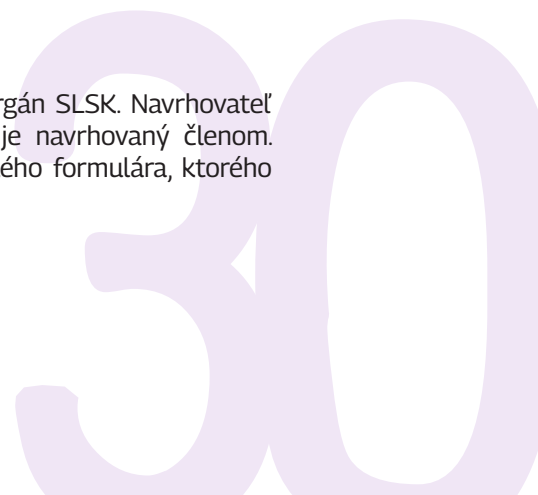 rgán SLSK. Navrhovateľ
je navrhovaný členom.
ého formulára, ktorého
30